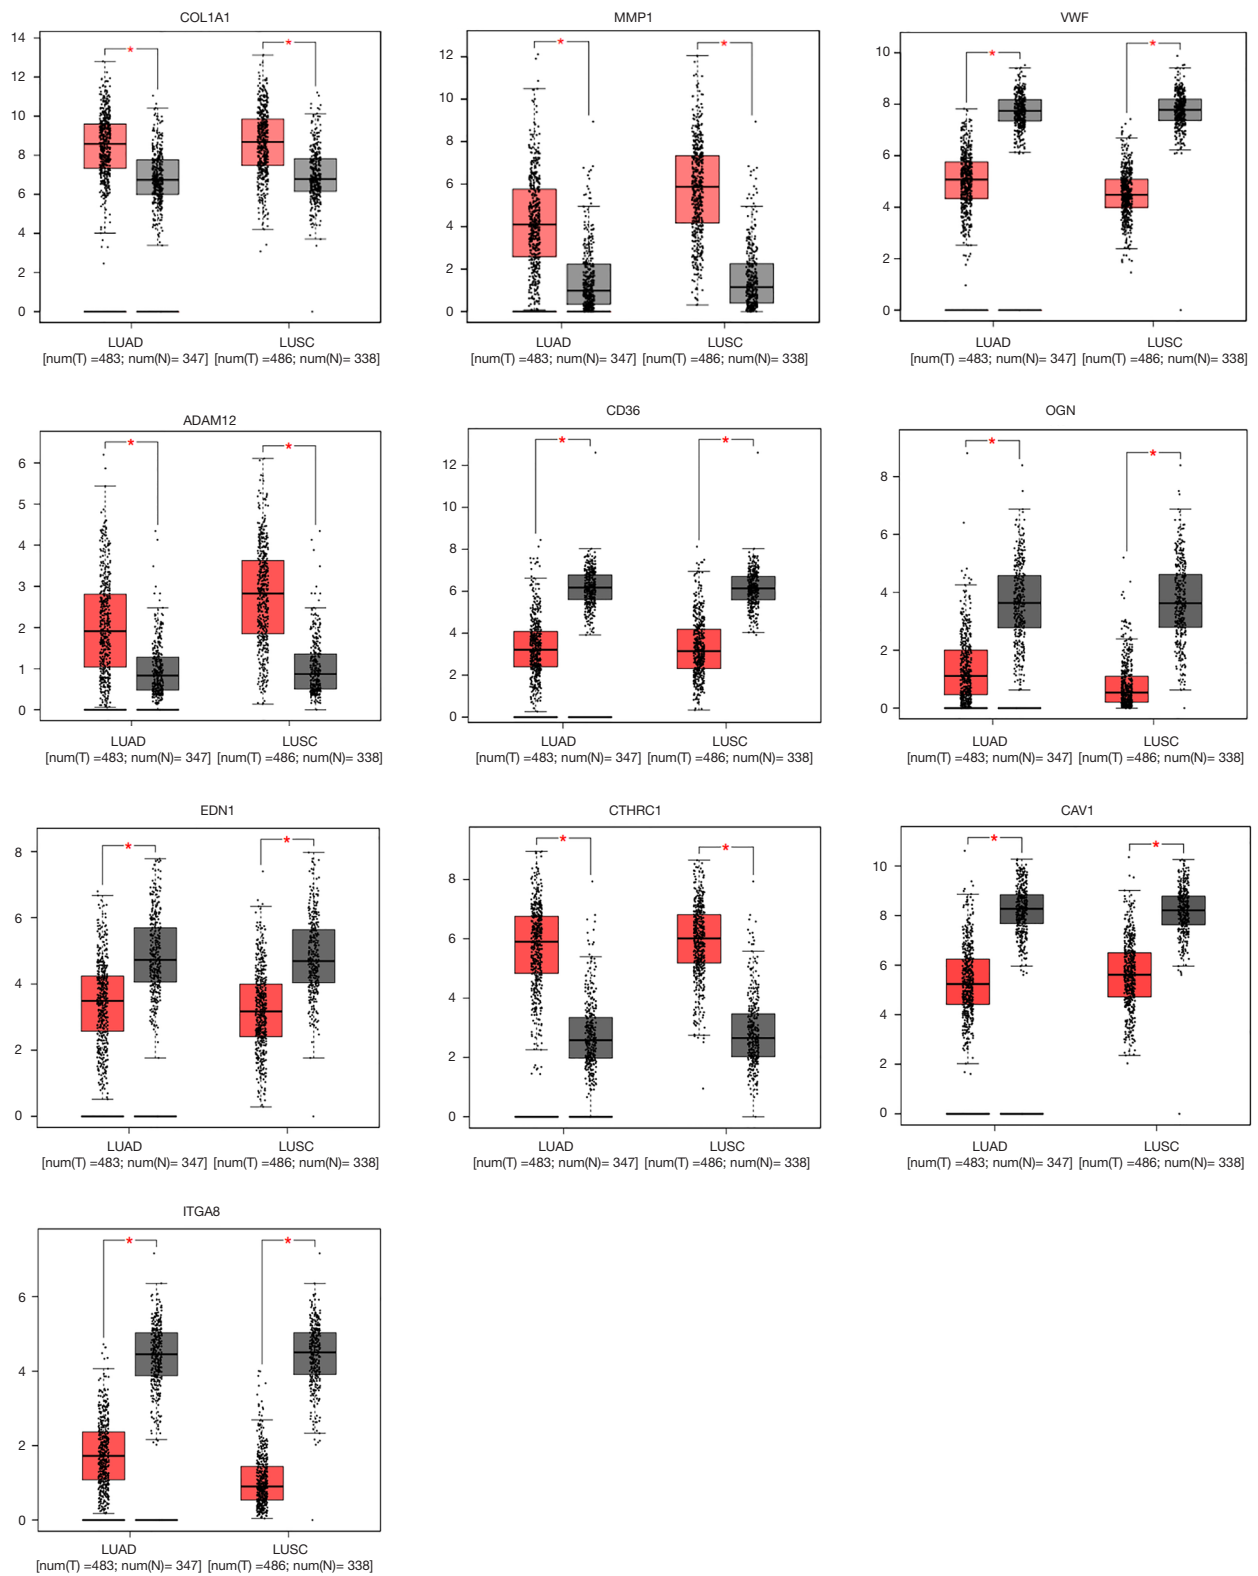 COL1A1
14
12
10
8
6
4
2
0
*
*
LUAD
LUSC
[num(T) =483; num(N)= 347]
[num(T) =486; num(N)= 338]
MMP1
12
10
8
6
4
2
0
*
*
LUAD
LUSC
[num(T) =483; num(N)= 347]
[num(T) =486; num(N)= 338]
VWF
10
8
6
4
2
0
*
*
LUAD
LUSC
[num(T) =483; num(N)= 347]
[num(T) =486; num(N)= 338]
ADAM12
6
5
4
3
2
1
0
*
*
LUAD
LUSC
[num(T) =483; num(N)= 347]
[num(T) =486; num(N)= 338]
CD36
12
10
8
6
4
2
0
*
*
LUAD
LUSC
[num(T) =483; num(N)= 347]
[num(T) =486; num(N)= 338]
OGN
8
6
4
2
0
*
*
LUAD
LUSC
[num(T) =483; num(N)= 347]
[num(T) =486; num(N)= 338]
EDN1
8
6
4
2
0
*
*
LUAD
LUSC
[num(T) =483; num(N)= 347]
[num(T) =486; num(N)= 338]
CTHRC1
8
6
4
2
0
*
*
LUAD
LUSC
[num(T) =483; num(N)= 347]
[num(T) =486; num(N)= 338]
CAV1
10
8
6
4
2
0
*
*
LUAD
LUSC
[num(T) =483; num(N)= 347]
[num(T) =486; num(N)= 338]
ITGA8
6
4
2
0
*
*
LUAD
LUSC
[num(T) =483; num(N)= 347]
[num(T) =486; num(N)= 338]